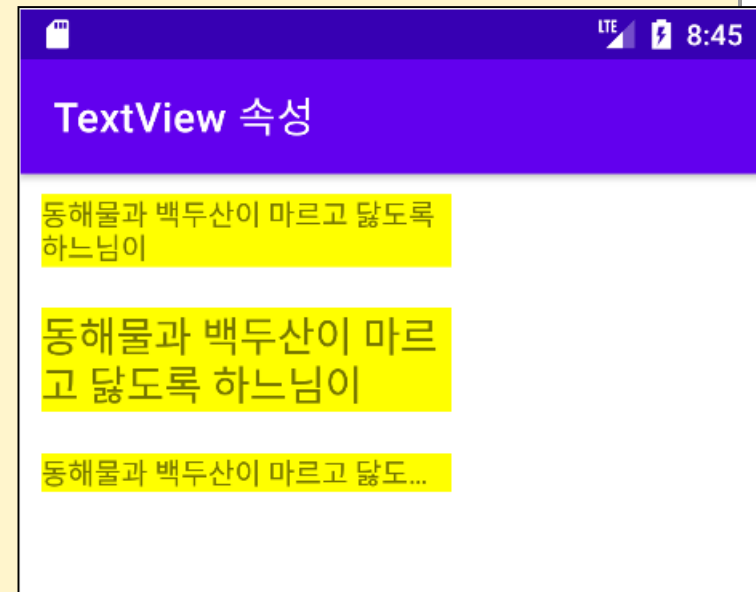 LTE 8:45
TextView 속성
동해물과 백두산이 마르고 닳도록
하느님이
동해물과 백두산이 마르
고 닳도록 하느님이
동해물과 백두산이 마르고 닳도...